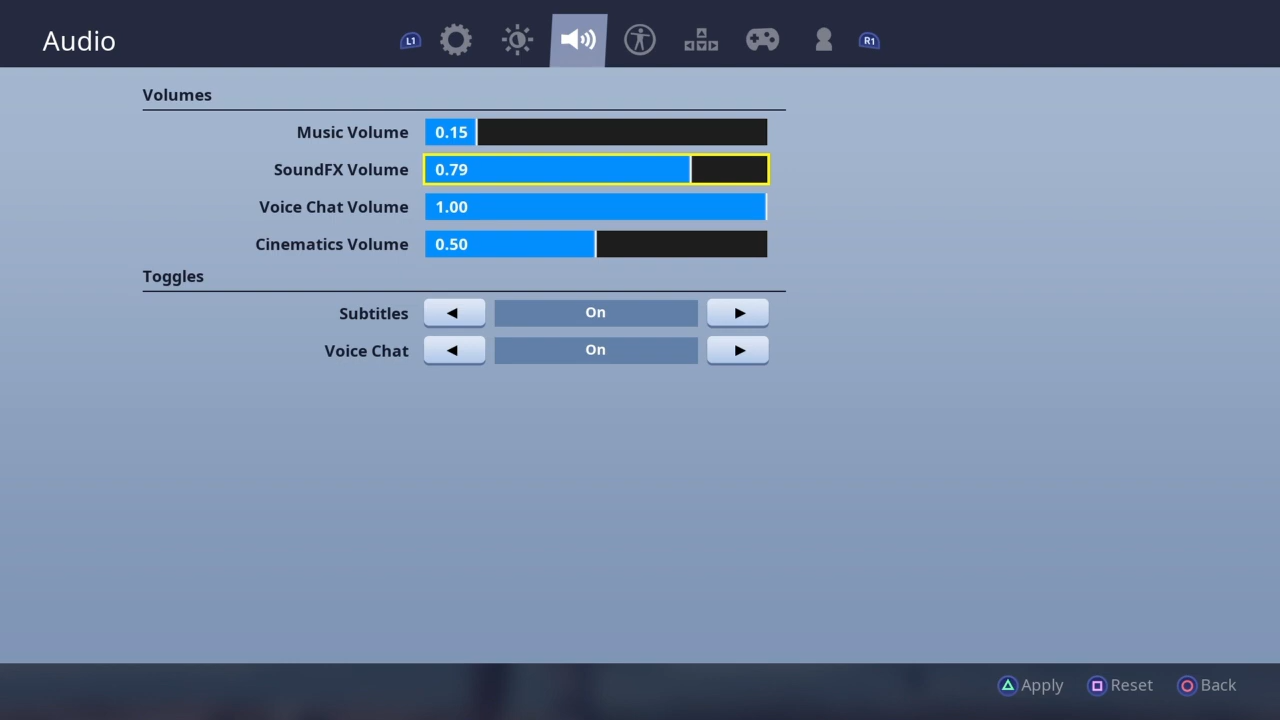 Audio
L1
R1
Volumes
Music Volume 0.15
SoundFX Volume 0.79
Voice Chat Volume 1.00
Cinematics Volume 0.50
Toggles
Subtitles On
Voice Chat On
Apply Reset Back